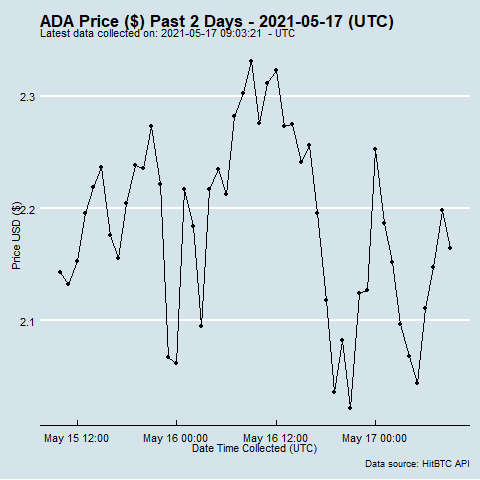 ADA Price ($) Past 2 Days - 2021-05-17 (UTC)
Latest data collected on: 2021-05-17 09:03:21  - UTC
Price USD ($)
2.3
2.2
2.1
May 15 12:00
May 16 00:00
May 16 12:00
May 17 00:00
Date Time Collected (UTC)
Data source: HitBTC API